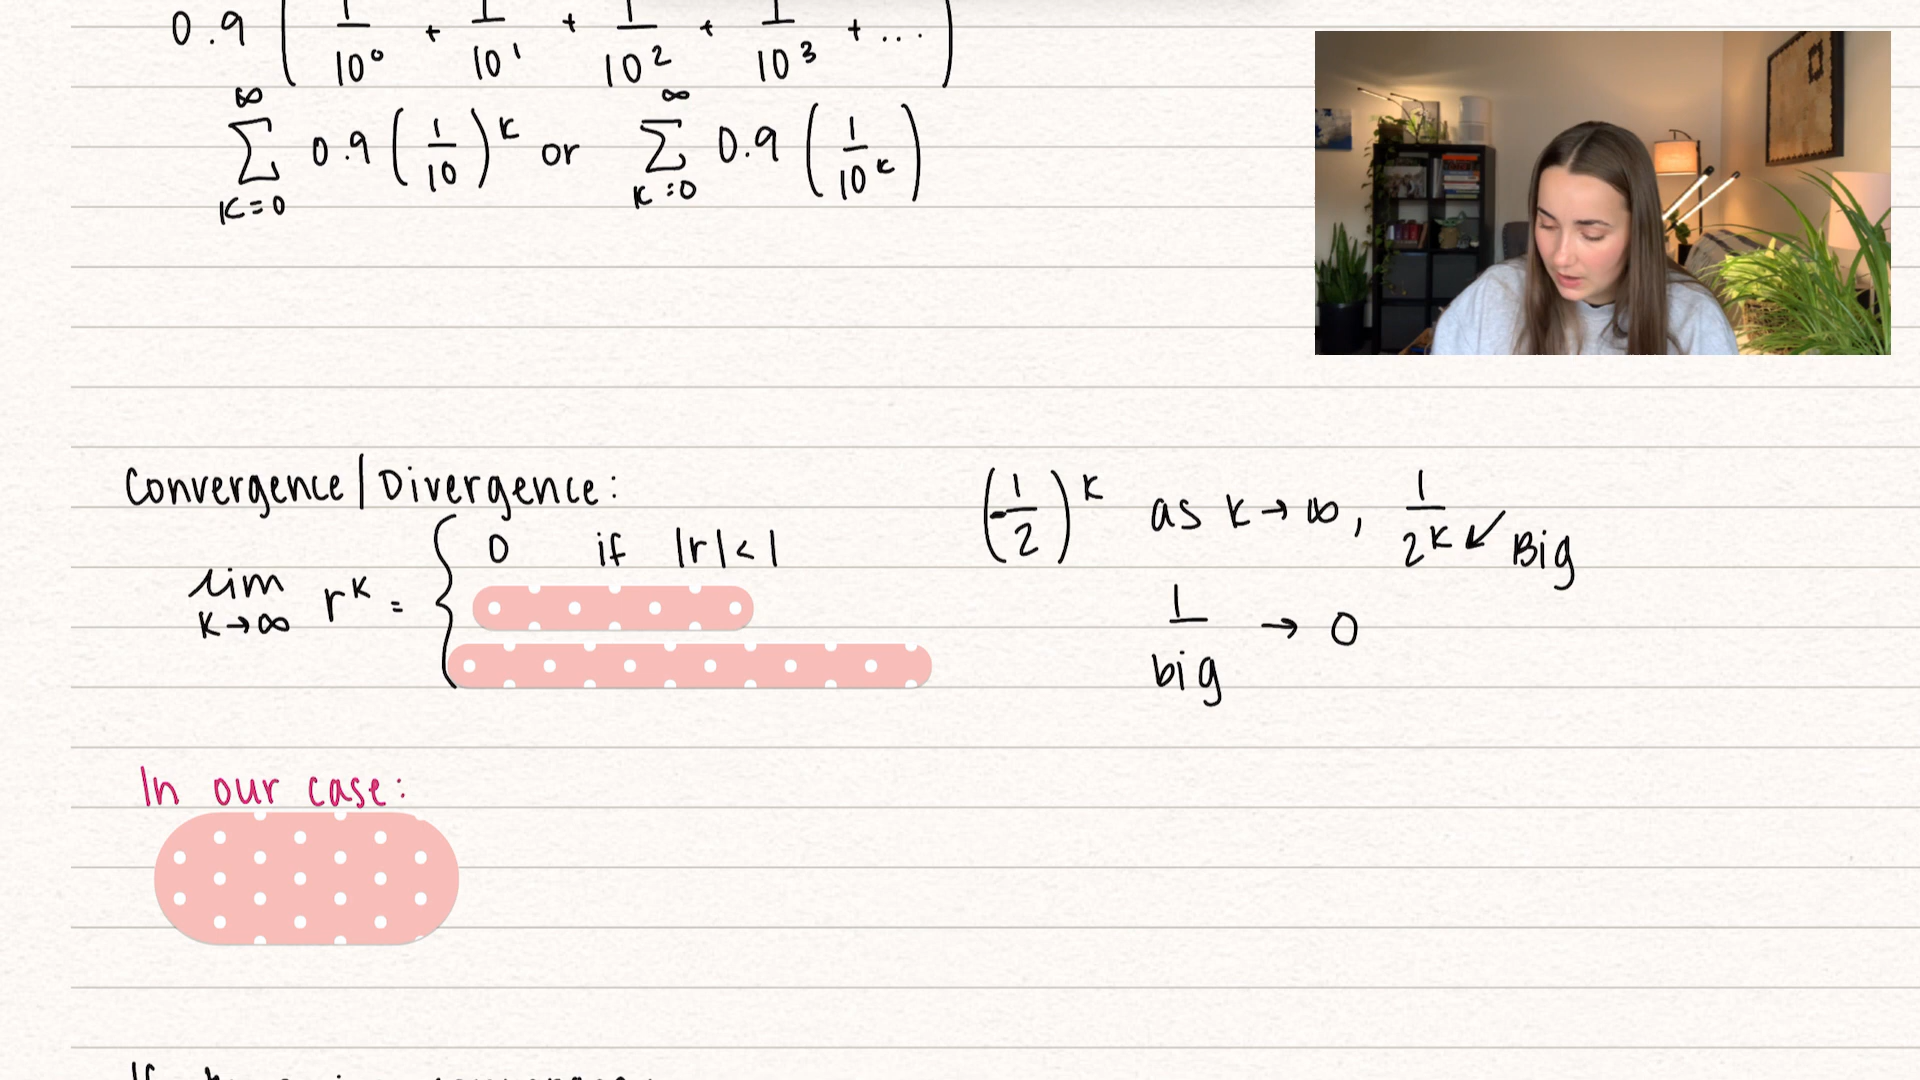 0.9 ( 1/10⁰ + 1/10¹ + 1/10² + 1/10³ + ... )
∞∑k=0 0.9 (1/10)^k or ∞∑k=0 0.9 (1/10^k)
Convergence/Divergence:
lim k→∞ r^k = { 0 if |r|<1
(-1/2)^k as k→∞, 1/2^k ↙ Big
1/big → 0
In our case: